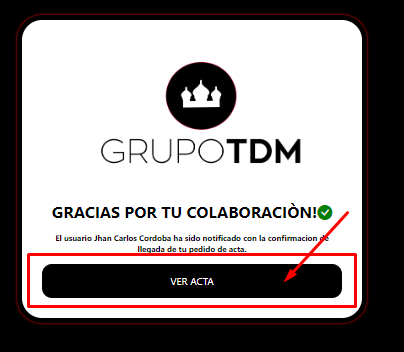 GRUPOTDM
GRACIAS POR TU COLABORACIÒN!
El usuario Jhan Carlos Cordoba ha sido notificado con la confirmacion de
llegada de tu pedido de acta.
VER ACTA